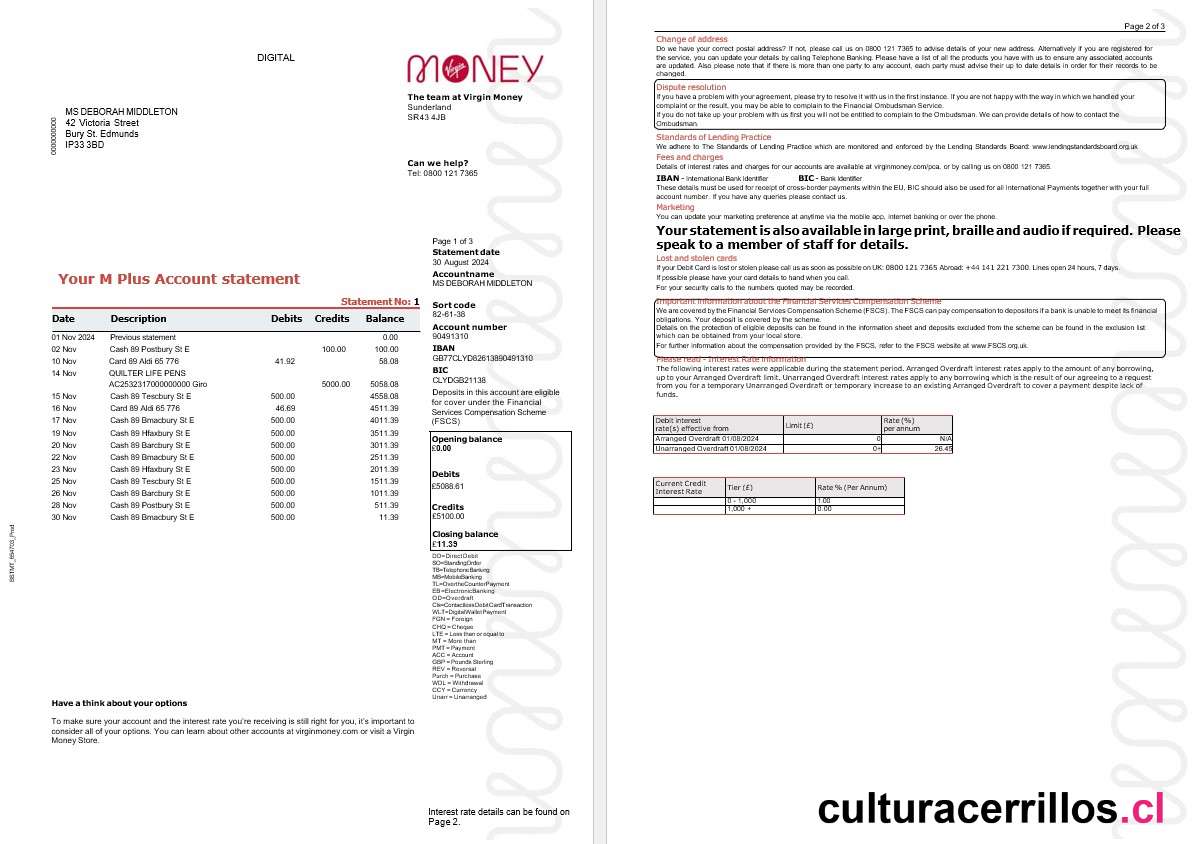 DIGITAL
MONEY
Virgin
The team at Virgin Money
Sunderland
SR43 4JB
MS DEBORAH MIDDLETON
42 Victoria Street
Bury St. Edmunds
IP33 3BD
0000000000
Can we help?
Tel: 0800 121 7365
Page 1 of 3
Statement date
30 August 2024
Accountname
MS DEBORAH MIDDLETON
Sort code
82-61-38
Account number
90491310
IBAN
GB77CLYD82613890491310
BIC
CLYDGB21138
Deposits in this account are eligible
for cover under the Financial
Services Compensation Scheme
(FSCS)
Your M Plus Account statement
Statement No: 1
Date Description Debits Credits Balance
01 Nov 2024 Previous statement 0.00
02 Nov Cash 89 Postbury St E 100.00 100.00
10 Nov Card 89 Aldi 65 776 41.92 58.08
14 Nov QUILTER LIFE PENS
AC2532317000000000 Giro 5000.00 5058.08
15 Nov Cash 89 Tescbury St E 500.00 4558.08
16 Nov Card 89 Aldi 65 776 46.69 4511.39
17 Nov Cash 89 Bmacbury St E 500.00 4011.39
19 Nov Cash 89 Hfaxbury St E 500.00 3511.39
20 Nov Cash 89 Barcbury St E 500.00 3011.39
22 Nov Cash 89 Bmacbury St E 500.00 2511.39
23 Nov Cash 89 Hfaxbury St E 500.00 2011.39
25 Nov Cash 89 Tescbury St E 500.00 1511.39
26 Nov Cash 89 Barcbury St E 500.00 1011.39
28 Nov Cash 89 Postbury St E 500.00 511.39
30 Nov Cash 89 Bmacbury St E 500.00 11.39
Opening balance
£0.00
Debits
£5088.61
Credits
£5100.00
Closing balance
£11.39
DD=DirectDebit
SO=StandingOrder
TB=TelephoneBanking
MB=MobileBanking
TL=OvertheCounterPayment
EB=ElectronicBanking
OD=Overdraft
Cls=ContactlessDebitCardTransaction
WLT=DigitalWalletPayment
FGN = Foreign
CHQ = Cheque
LTE = Less than or equal to
MT = More than
PMT = Payment
ACC = Account
GBP = Pounds Sterling
REV = Reversal
Purch = Purchase
WDL = Withdrawal
CCY = Currency
Unarr = Unarranged
BSTMT_654703_Prod
Have a think about your options
To make sure your account and the interest rate you're receiving is still right for you, it's important to
consider all of your options. You can learn about other accounts at virginmoney.com or visit a Virgin
Money Store.
Interest rate details can be found on
Page 2.
Page 2 of 3
Change of address
Do we have your correct postal address? If not, please call us on 0800 121 7365 to advise details of your new address. Alternatively if you are registered for
the service, you can update your details by calling Telephone Banking. Please have a list of all the products you have with us to ensure any associated accounts
are updated. Also please note that if there is more than one party to any account, each party must advise their up to date details in order for their records to be
changed.
Dispute resolution
If you have a problem with your agreement, please try to resolve it with us in the first instance. If you are not happy with the way in which we handled your
complaint or the result, you may be able to complain to the Financial Ombudsman Service.
If you do not take up your problem with us first you will not be entitled to complain to the Ombudsman. We can provide details of how to contact the
Ombudsman.
Standards of Lending Practice
We adhere to The Standards of Lending Practice which are monitored and enforced by the Lending Standards Board: www.lendingstandardsboard.org.uk
Fees and charges
Details of interest rates and charges for our accounts are available at virginmoney.com/pca, or by calling us on 0800 121 7365.
IBAN - International Bank Identifier BIC - Bank Identifier
These details must be used for receipt of cross-border payments within the EU, BIC should also be used for all International Payments together with your full
account number. If you have any queries please contact us.
Marketing
You can update your marketing preference at anytime via the mobile app, internet banking or over the phone.
Your statement is also available in large print, braille and audio if required. Please
speak to a member of staff for details.
Lost and stolen cards
If your Debit Card is lost or stolen please call us as soon as possible on UK: 0800 121 7365 Abroad: +44 141 221 7300. Lines open 24 hours, 7 days.
If possible please have your card details to hand when you call.
For your security calls to the numbers quoted may be recorded.
Important information about the Financial Services Compensation Scheme
We are covered by the Financial Services Compensation Scheme (FSCS). The FSCS can pay compensation to depositors if a bank is unable to meet its financial
obligations. Your deposit is covered by the scheme.
Details on the protection of eligible deposits can be found in the information sheet and deposits excluded from the scheme can be found in the exclusion list
which can be obtained from your local store.
For further information about the compensation provided by the FSCS, refer to the FSCS website at www.FSCS.org.uk.
Please read - Interest Rate Information
The following interest rates were applicable during the statement period. Arranged Overdraft interest rates apply to the amount of any borrowing,
up to your Arranged Overdraft limit, Unarranged Overdraft interest rates apply to any borrowing which is the result of our agreeing to a request
from you for a temporary Unarranged Overdraft or temporary increase to an existing Arranged Overdraft to cover a payment despite lack of
funds.
Debit interest
rate(s) effective from Limit (£) Rate (%)
per annum
Arranged Overdraft 01/08/2024 0 N/A
Unarranged Overdraft 01/08/2024 0+ 26.45
Current Credit
Interest Rate Tier (£) Rate % (Per Annum)
0 - 1,000 1.00
1,000 + 0.00
culturacerrillos.cl